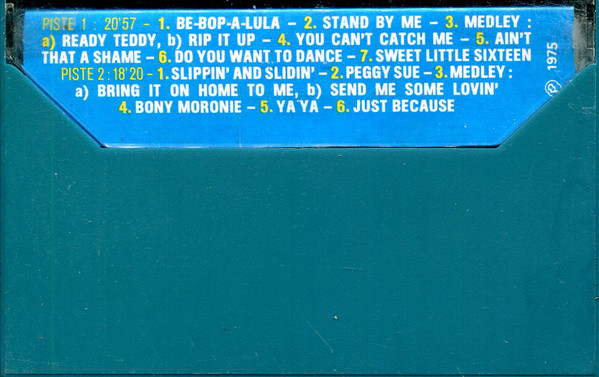 PISTE 1 : 20'57 - 1. BE-BOP-A-LULA - 2. STAND BY ME - 3. MEDLEY :
a) READY TEDDY, b) RIP IT UP - 4. YOU CAN'T CATCH ME - 5. AIN'T
THAT A SHAME - 6. DO YOU WANT TO DANCE - 7. SWEET LITTLE SIXTEEN
PISTE 2 : 18'20 - 1. SLIPPIN' AND SLIDIN' - 2. PEGGY SUE - 3. MEDLEY :
a) BRING IT ON HOME TO ME, b) SEND ME SOME LOVIN'
4. BONY MORONIE - 5. YA YA - 6. JUST BECAUSE
℗ 1975